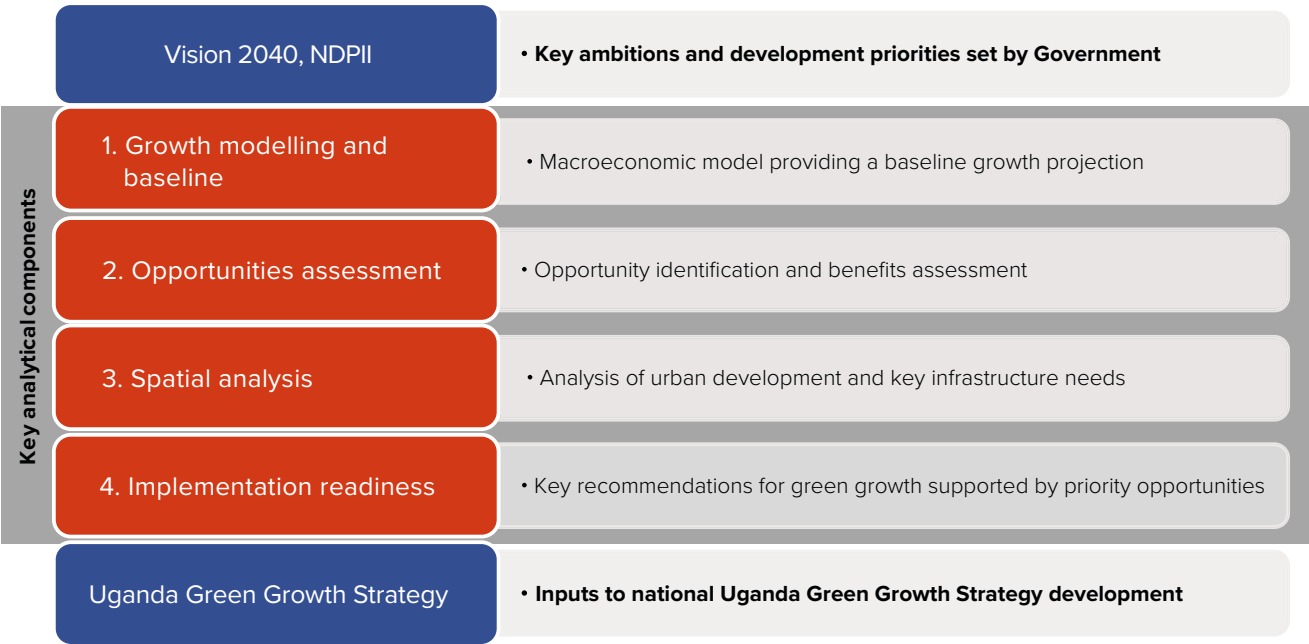 Vision 2040, NDPII
• Key ambitions and development priorities set by Government
Key analytical components
1. Growth modelling and
baseline
• Macroeconomic model providing a baseline growth projection
2. Opportunities assessment
• Opportunity identification and benefits assessment
3. Spatial analysis
• Analysis of urban development and key infrastructure needs
4. Implementation readiness
• Key recommendations for green growth supported by priority opportunities
Uganda Green Growth Strategy
• Inputs to national Uganda Green Growth Strategy development